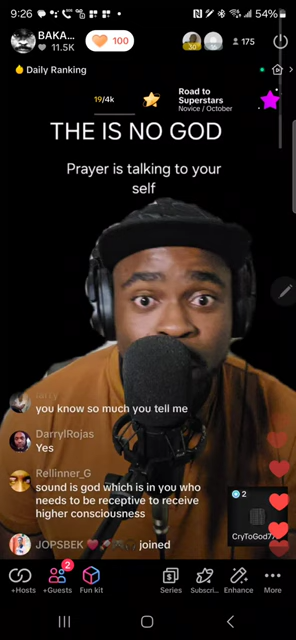 9:26
54%
BAKA...
11.5K
100
30
175
Daily Ranking
19/4k
Road to
Superstars
Novice / October
THE IS NO GOD
Prayer is talking to your
self
you know so much you tell me
DarrylRojas
Yes
Rellinner_G
sound is god which is in you who
needs to be receptive to receive
higher consciousness
2
CryToGod77
JOPSBEK
joined
2
+Hosts
+Guests
Fun kit
Series
Subscri...
Enhance
More